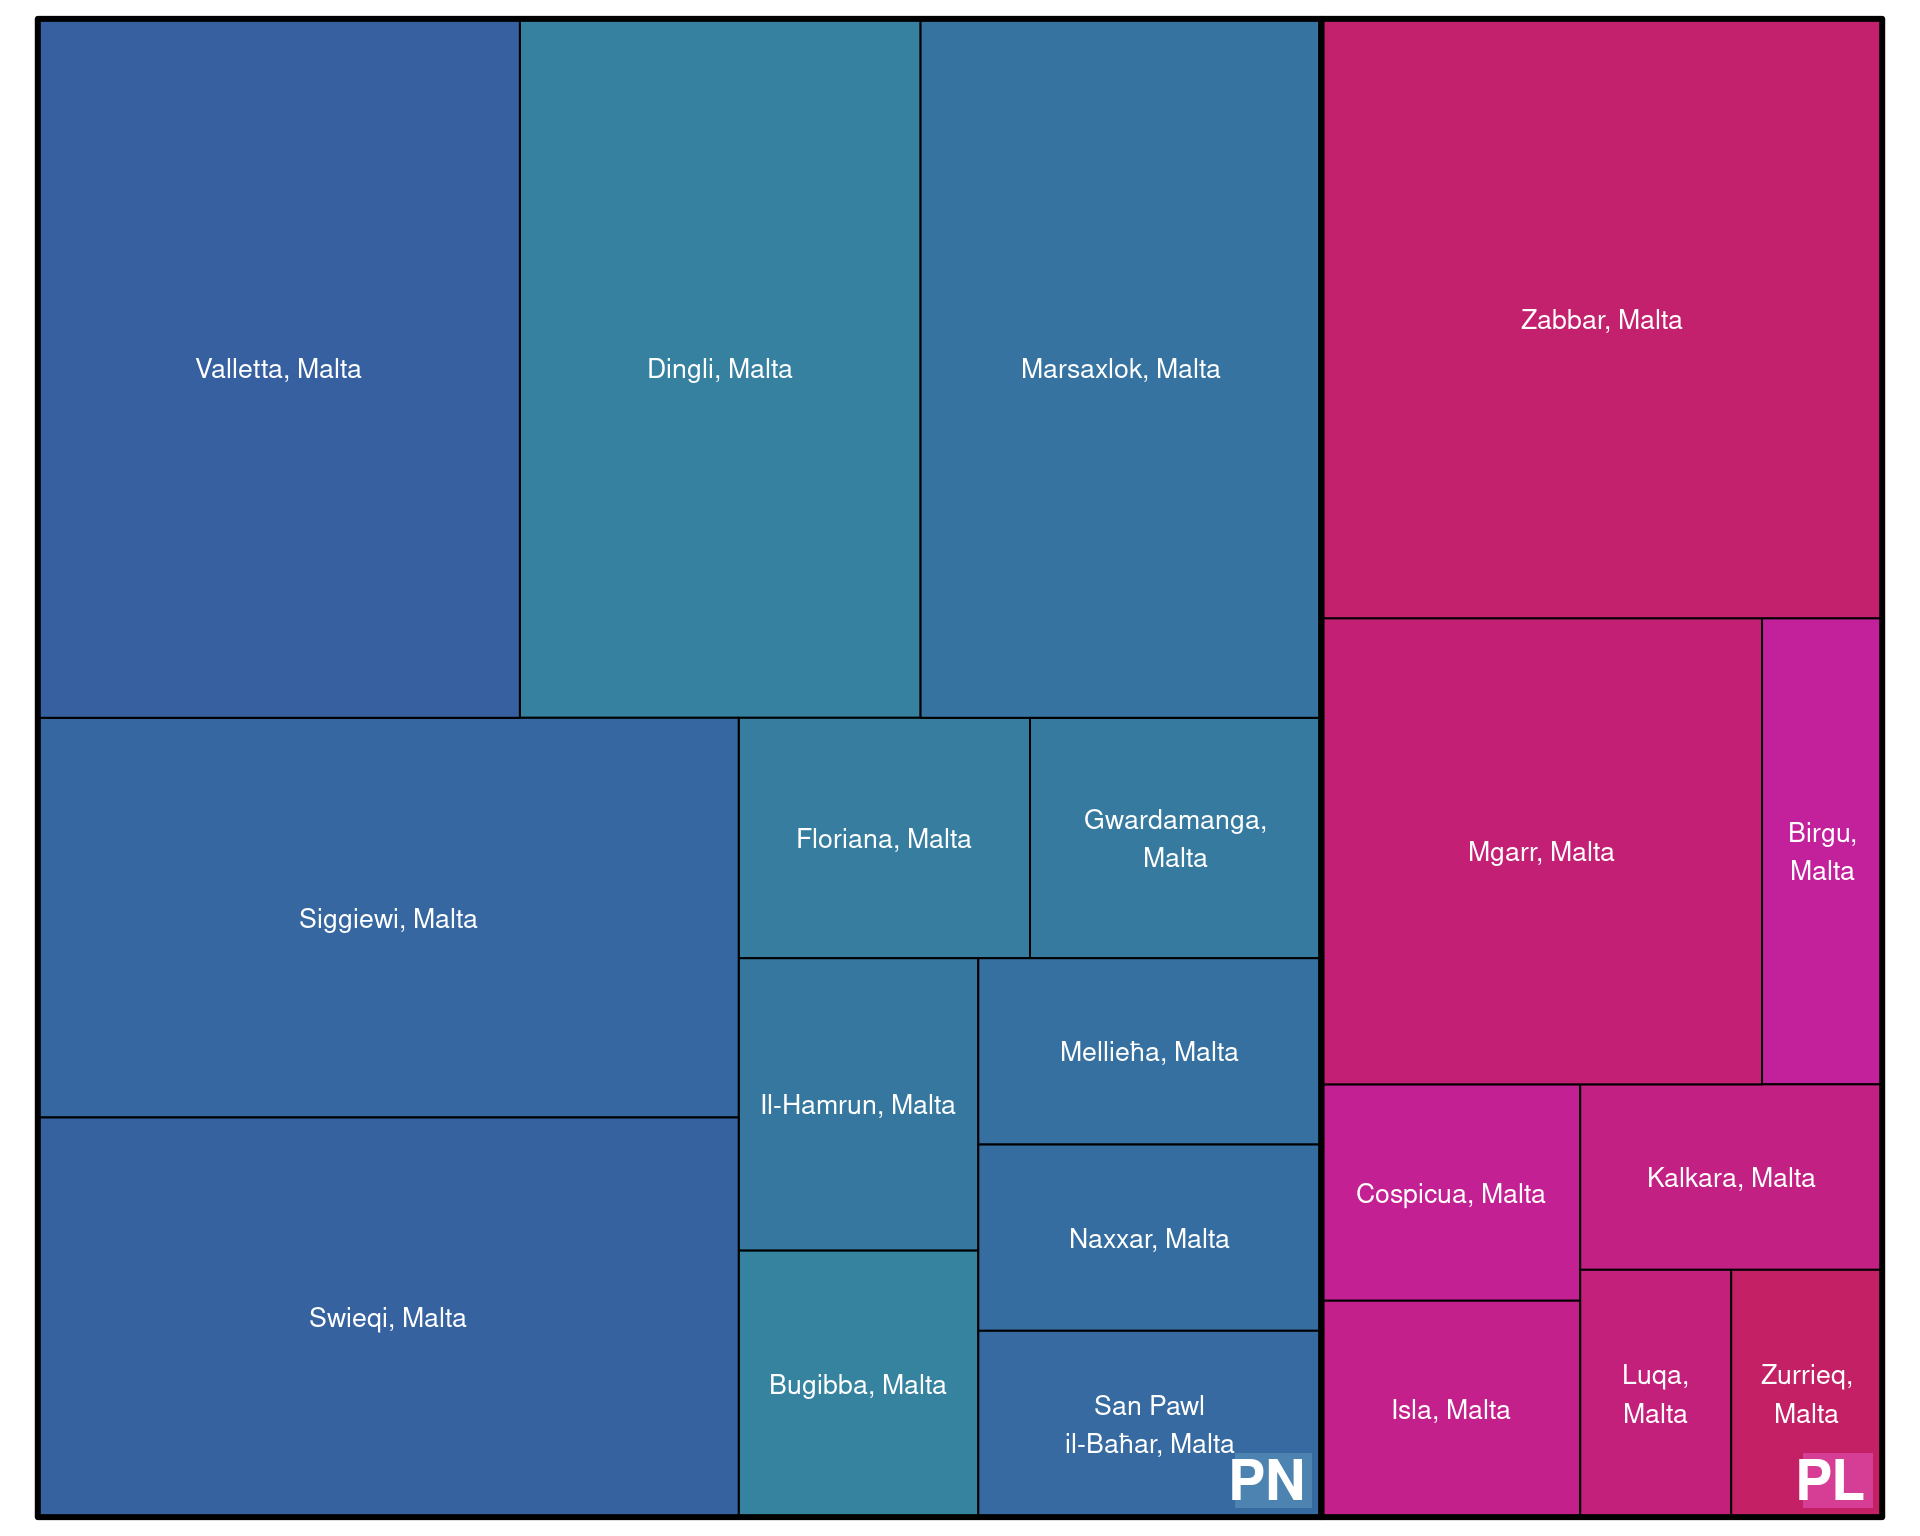 Valletta, Malta
Dingli, Malta
Marsaxlok, Malta
Siggiewi, Malta
Swieqi, Malta
Floriana, Malta
Gwardamanga,
Malta
Il-Hamrun, Malta
Mellieħa, Malta
Naxxar, Malta
Bugibba, Malta
San Pawl
il-Baħar, Malta
PN
Zabbar, Malta
Mgarr, Malta
Birgu,
Malta
Cospicua, Malta
Kalkara, Malta
Isla, Malta
Luqa,
Malta
Zurrieq,
Malta
PL